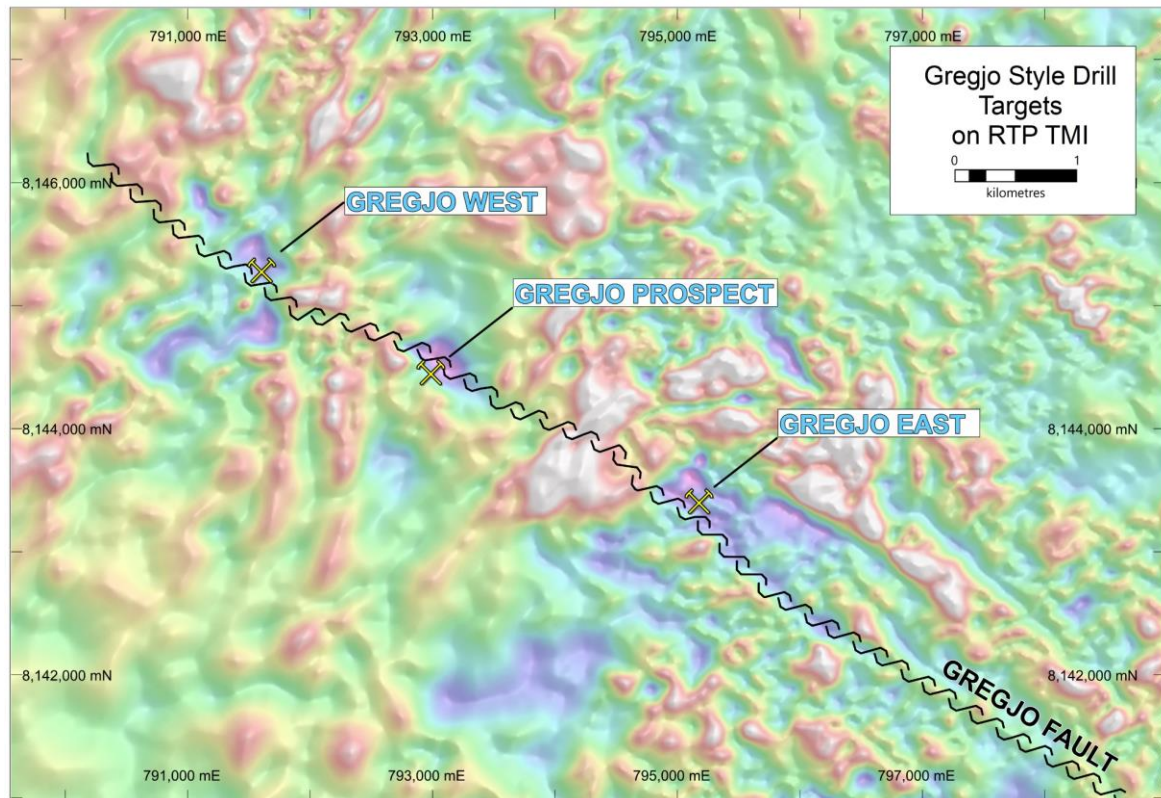 791,000 mE
793,000 mE
795,000 mE
797,000 mE
Gregjo Style Drill
Targets
on RTP TMI
0
1
kilometres
8,146,000 mN
GREGJO WEST
GREGJO PROSPECT
8,144,000 mN
GREGJO EAST
8,144,000 mN
8,142,000 mN
8,142,000 mN
GREGJO FAULT
791,000 mE
793,000 mE
795,000 mE
797,000 mE